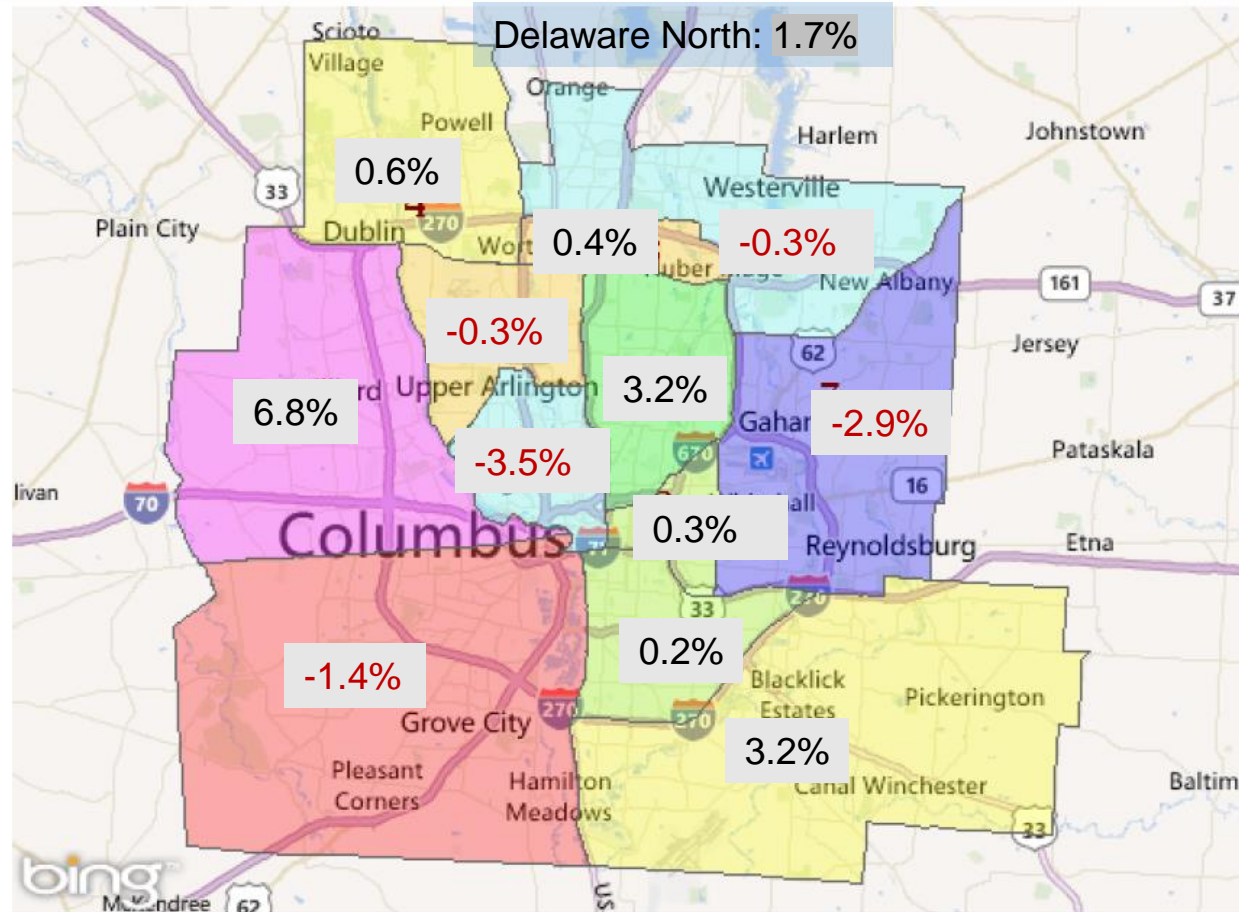 Delaware North: 1.7%
Scioto
Village
Orange
Powell
Harlem
Johnstown
0.6%
33
Westerville
270
Plain City
Dublin
0.4%
-0.3%
New Albany
161
37
-0.3%
62
Jersey
Upper Arlington
3.2%
6.8%
-2.9%
-3.5%
670
Pataskala
70
16
Columbus
0.3%
Reynoldsburg
Etna
33
0.2%
-1.4%
Blacklick
Estates
Pickerington
270
270
Grove City
3.2%
Pleasant
Corners
Hamilton
Meadows
Canal Winchester
33
bing
62
US